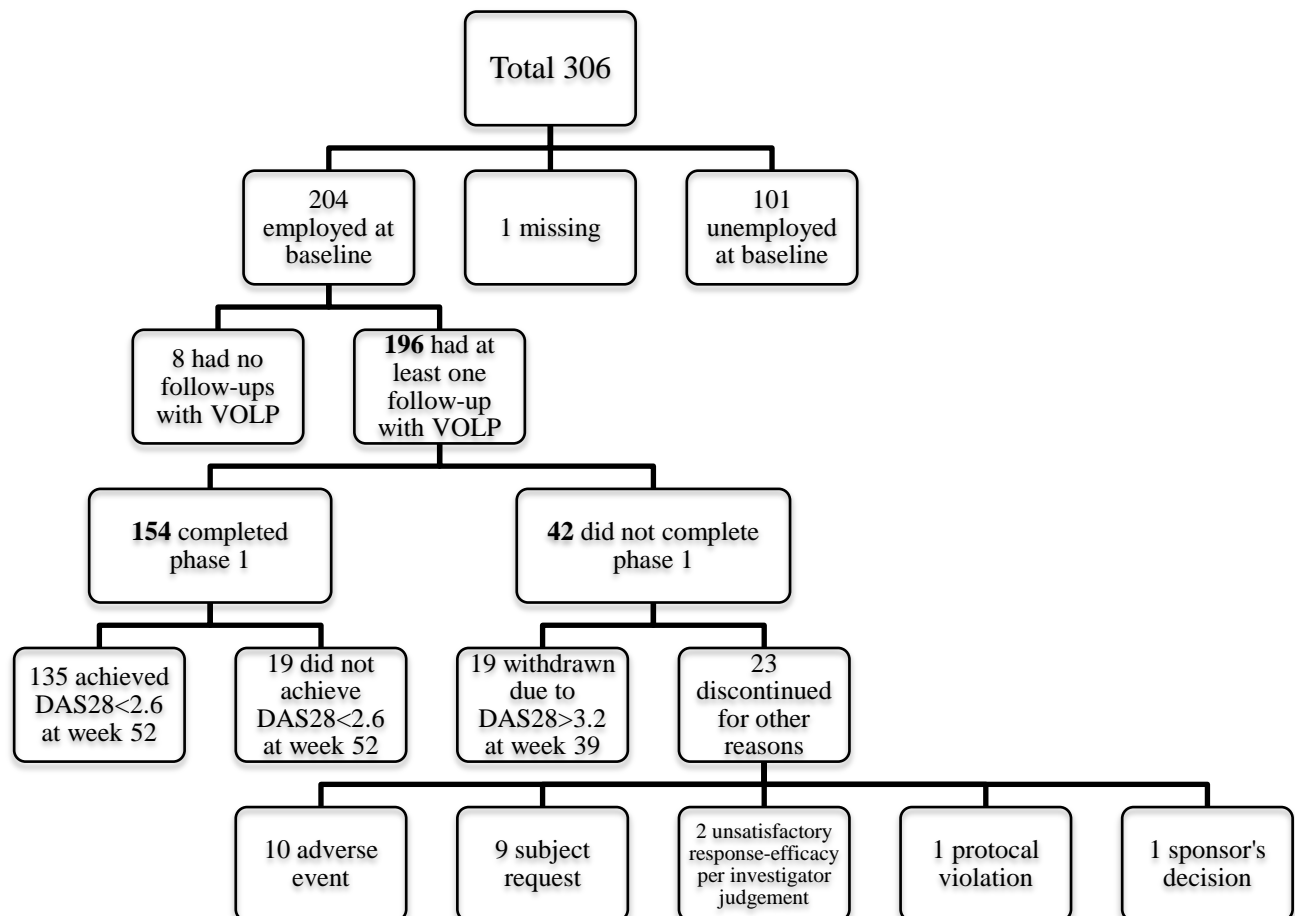 Total 306
204
employed at
baseline
1 missing
101
unemployed
at baseline
8 had no
follow-ups
with VOLP
196 had at
least one
follow-up
with VOLP
154 completed
phase 1
42 did not complete
phase 1
135 achieved
DAS28<2.6
at week 52
19 did not
achieve
DAS28<2.6
at week 52
19 withdrawn
due to
DAS28>3.2
at week 39
23
discontinued
for other
reasons
10 adverse
event
9 subject
request
2 unsatisfactory
response-efficacy
per investigator
judgement
1 protocal
violation
1 sponsor's
decision